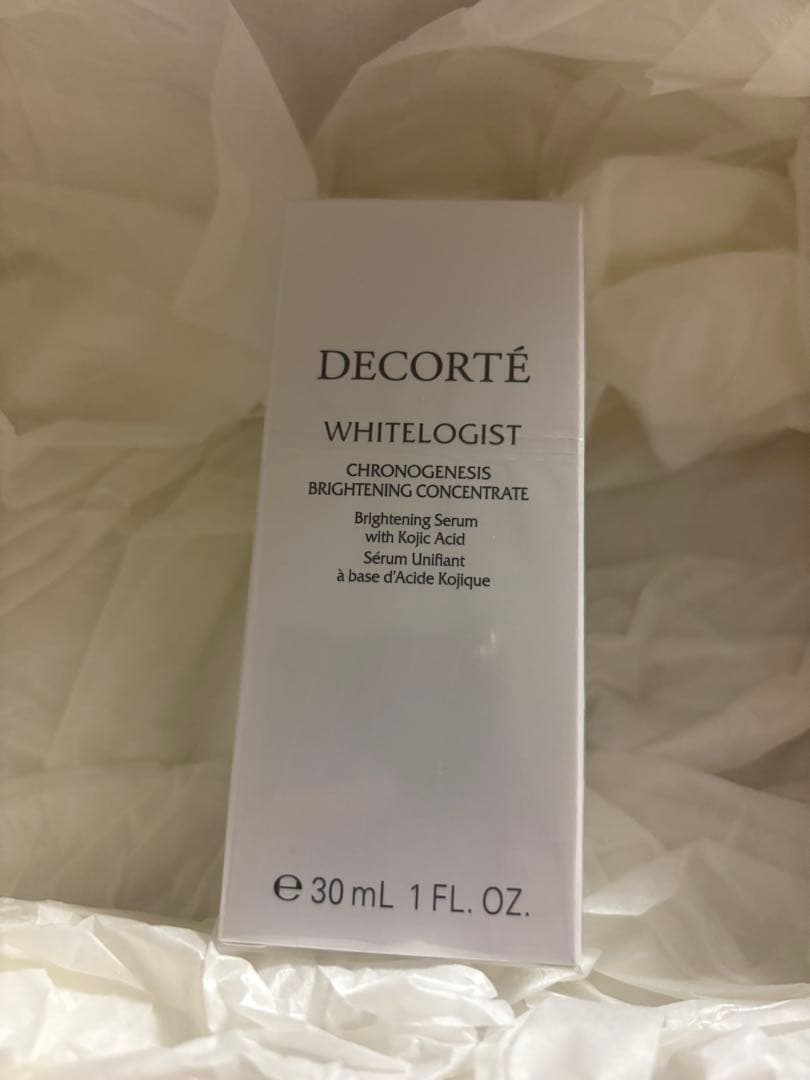 DECORTÉ
WHITELOGIST
CHRONOGENESIS
BRIGHTENING CONCENTRATE
Brightening Serum
with Kojic Acid
Sérum Unifiant
à base d'Acide Kojique
℮ 30 mL 1 FL. OZ.